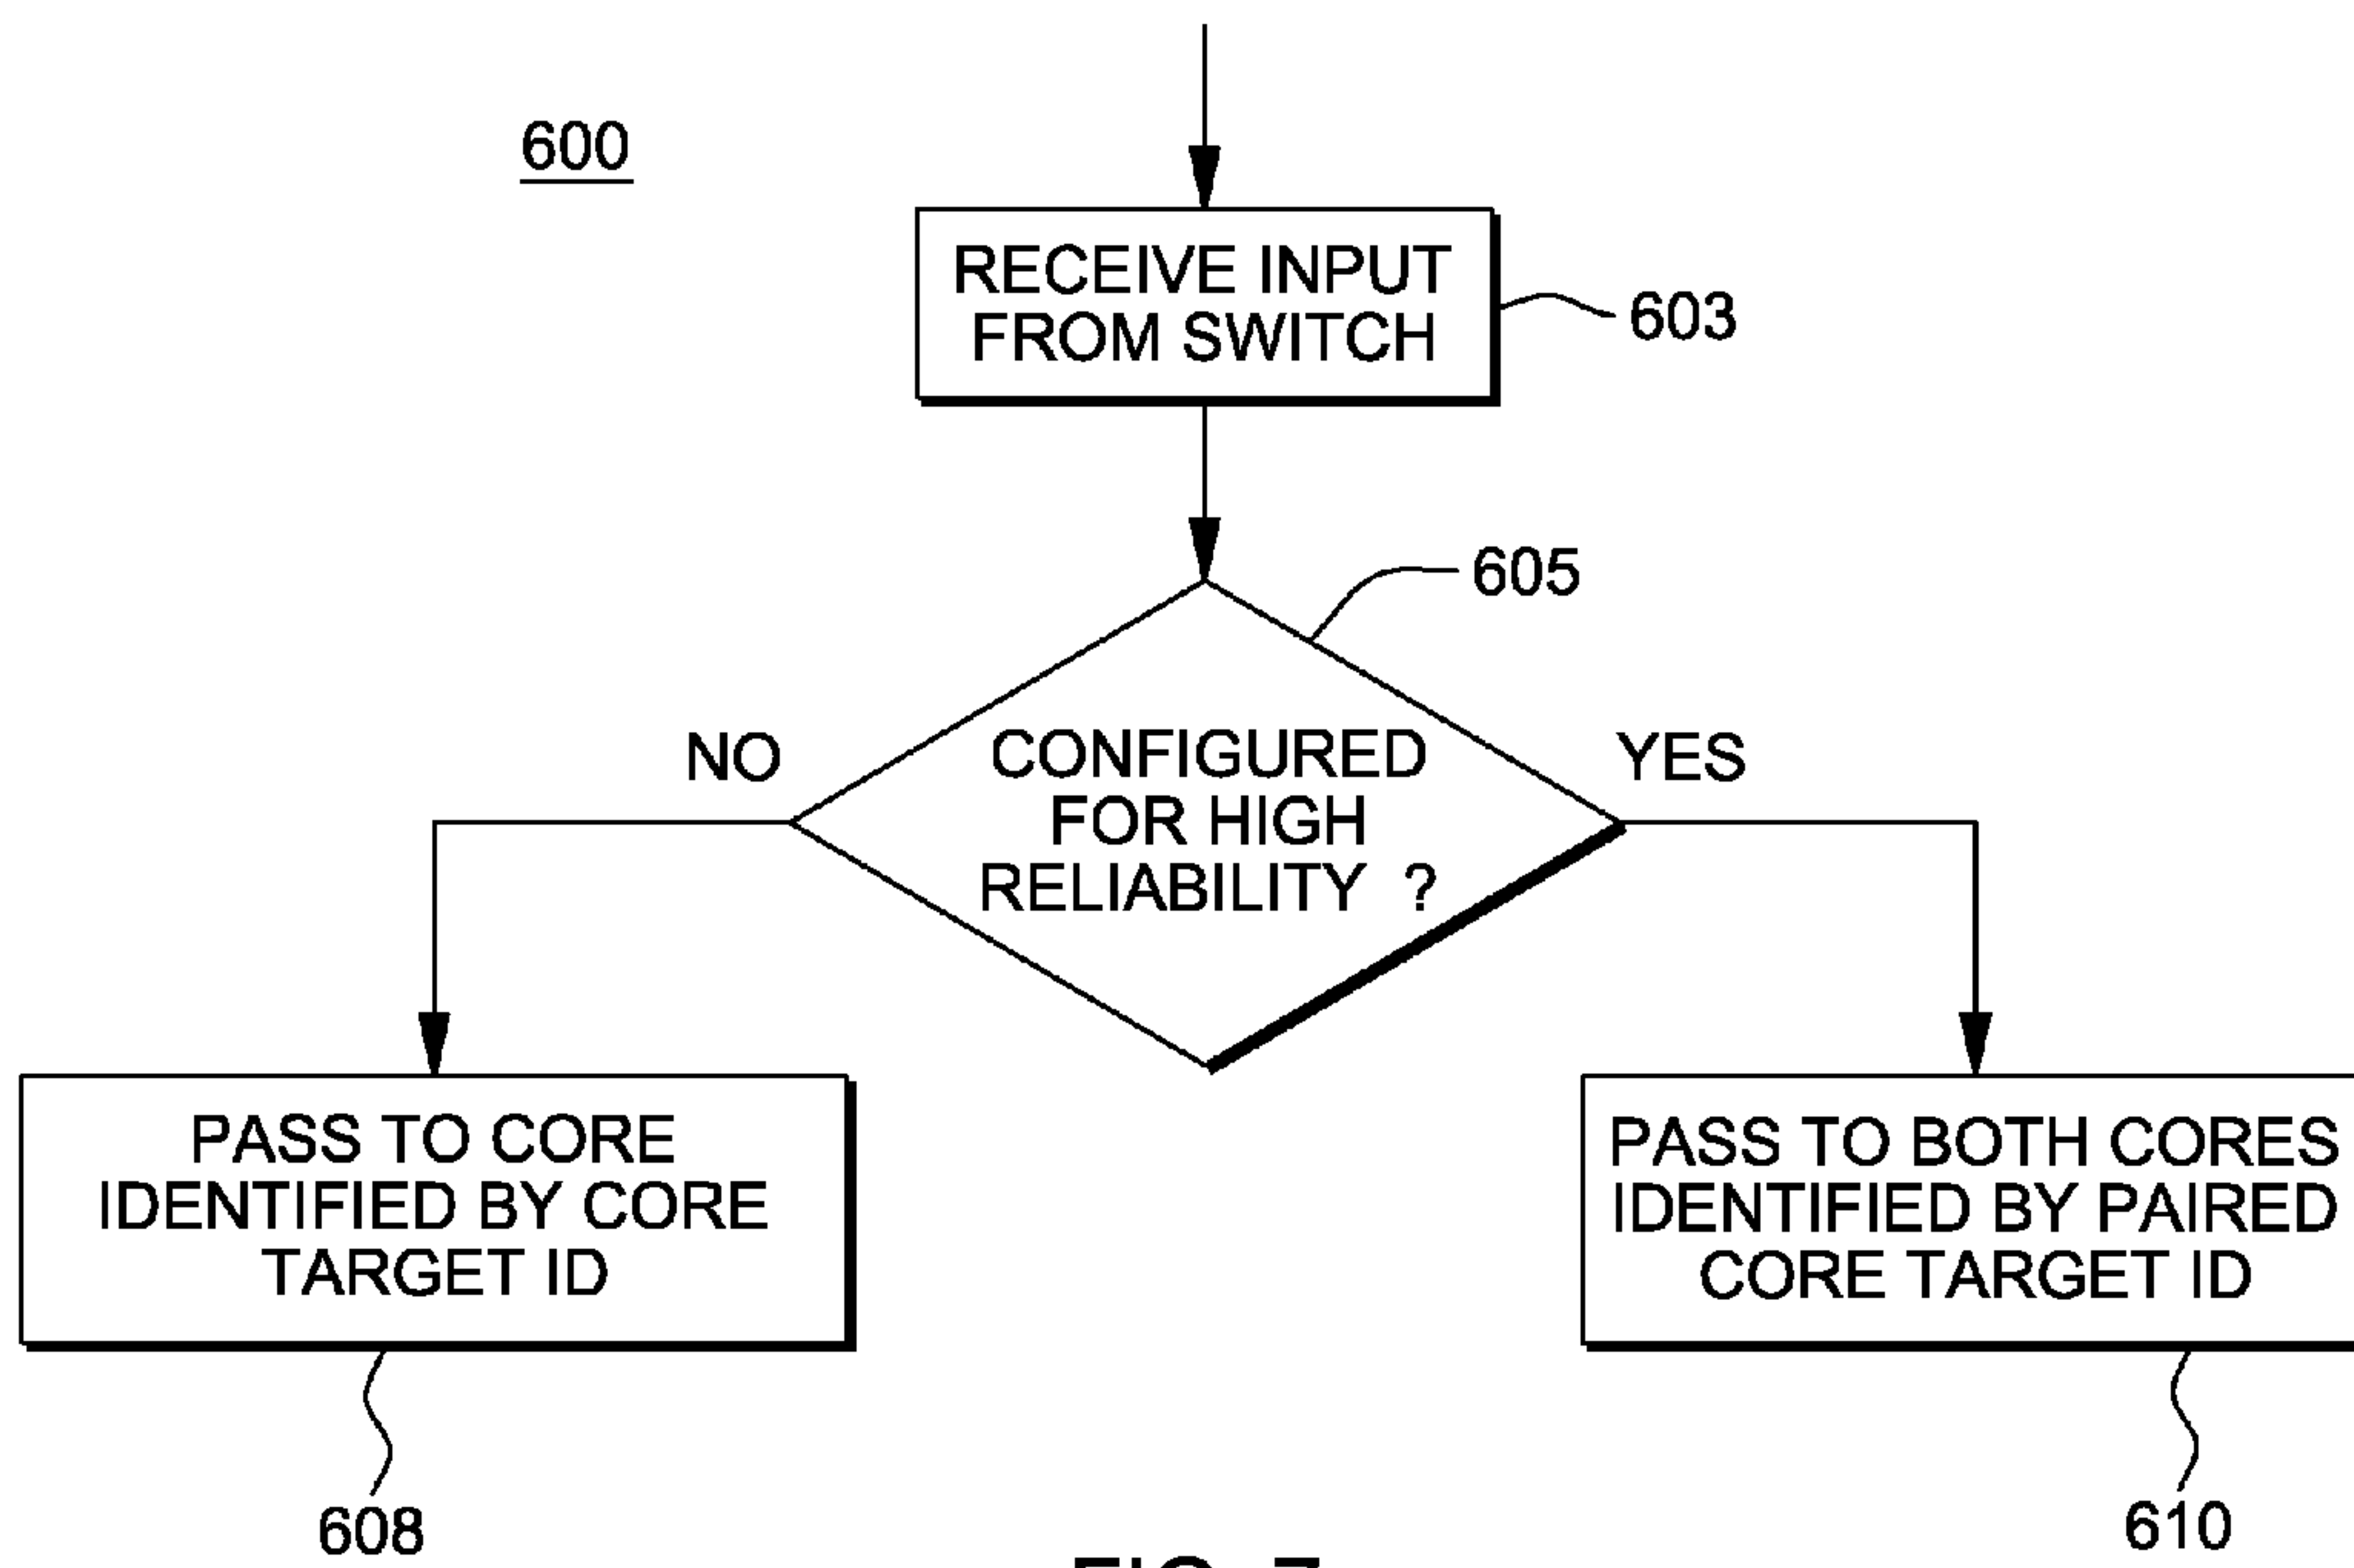 600
RECEIVE INPUT
FROM SWITCH
603
605
NO
CONFIGURED
FOR HIGH
RELIABILITY ?
YES
PASS TO CORE
IDENTIFIED BY CORE
TARGET ID
PASS TO BOTH CORES
IDENTIFIED BY PAIRED
CORE TARGET ID
608
610